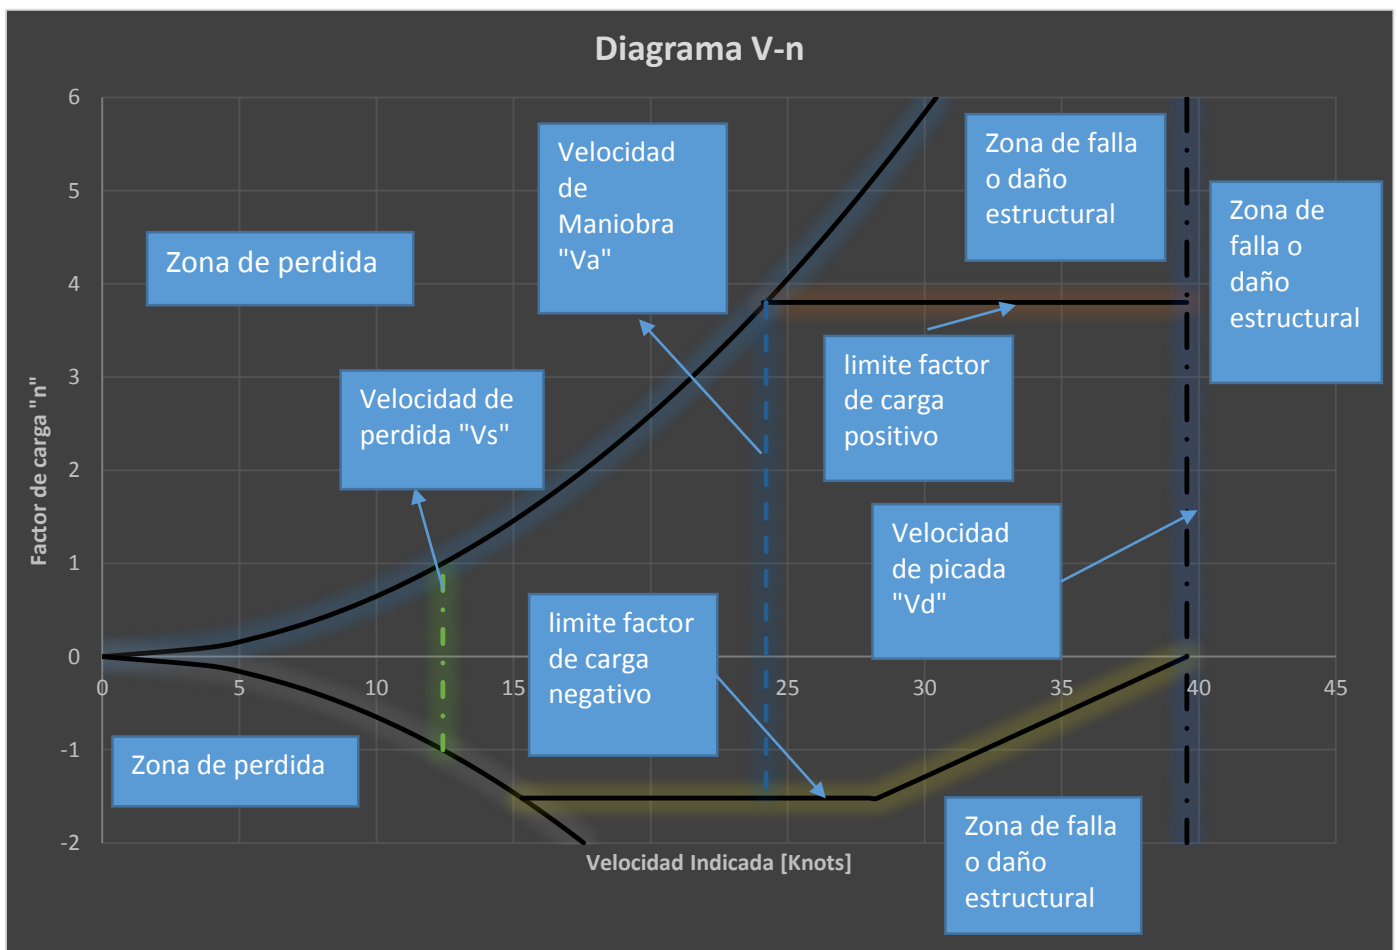 Diagrama V-n
Factor de carga "n"
6
5
4
3
2
1
0
-1
-2
0
5
10
15
25
30
35
40
45
Velocidad Indicada [Knots]
Zona de perdida
Velocidad
de
Maniobra
"Va"
Zona de falla
o daño
estructural
Zona de
falla o
daño
estructural
Velocidad de
perdida "Vs"
limite factor
de carga
positivo
Velocidad
de picada
"Vd"
limite factor
de carga
negativo
Zona de perdida
Zona de falla
o daño
estructural